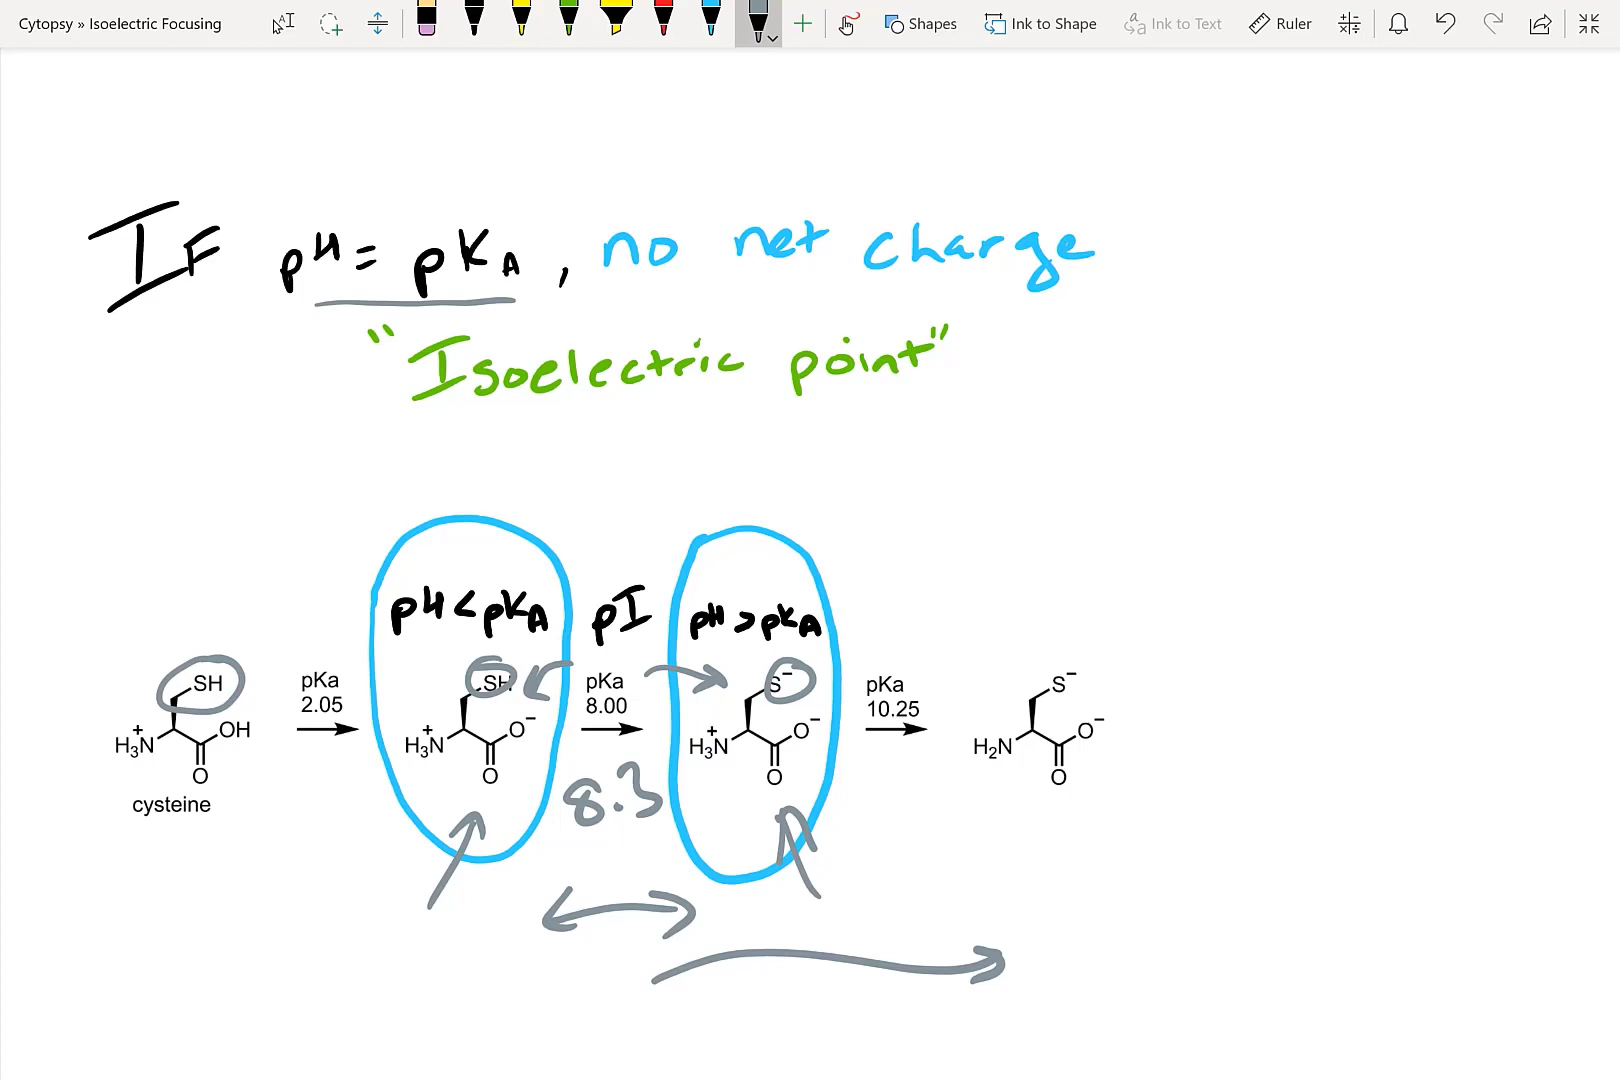 Cytopsy » Isoelectric Focusing
Shapes
Ink to Shape
Ink to Text
Ruler
IF pH = pKA, no net charge
"Isoelectric point"
pH < pKA pI pH > pKA
SH pKa 2.05 SH pKa 8.00 S⁻ pKa 10.25 S⁻
H₃N⁺ OH O H₃N⁺ O⁻ O H₃N⁺ O⁻ O H₂N O⁻ O
cysteine 8.3